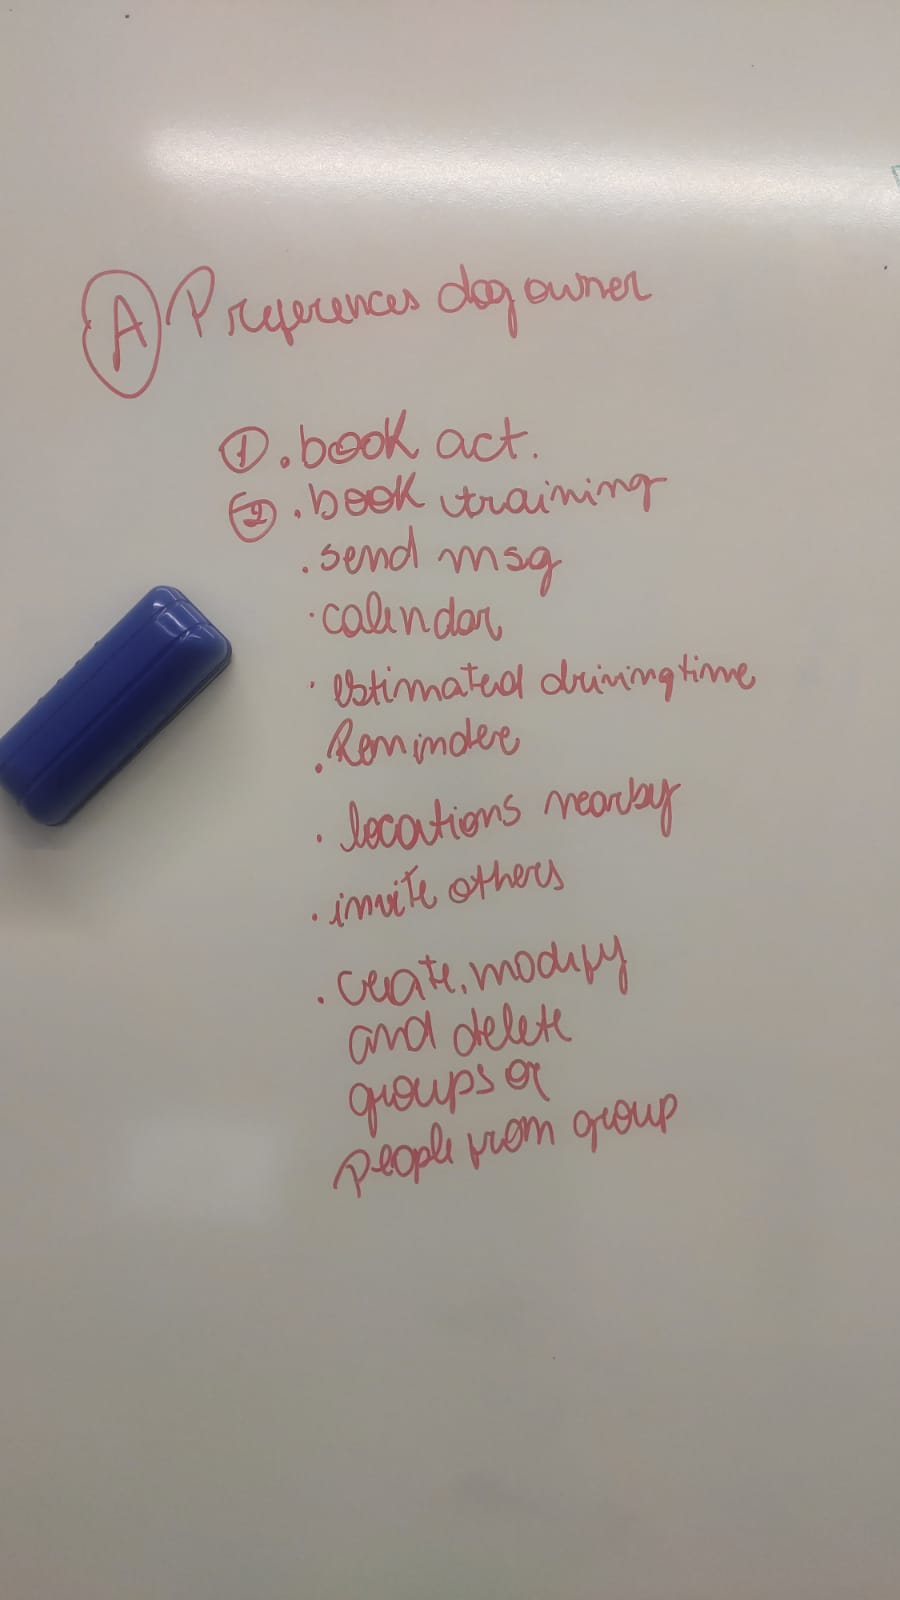 A Preferences dog owner
1 . book act.
2 . book training
. send msg
. calendar
. estimated driving time
. Reminder
. locations nearby
. invite others
. create, modify
and delete
groups or
people from group